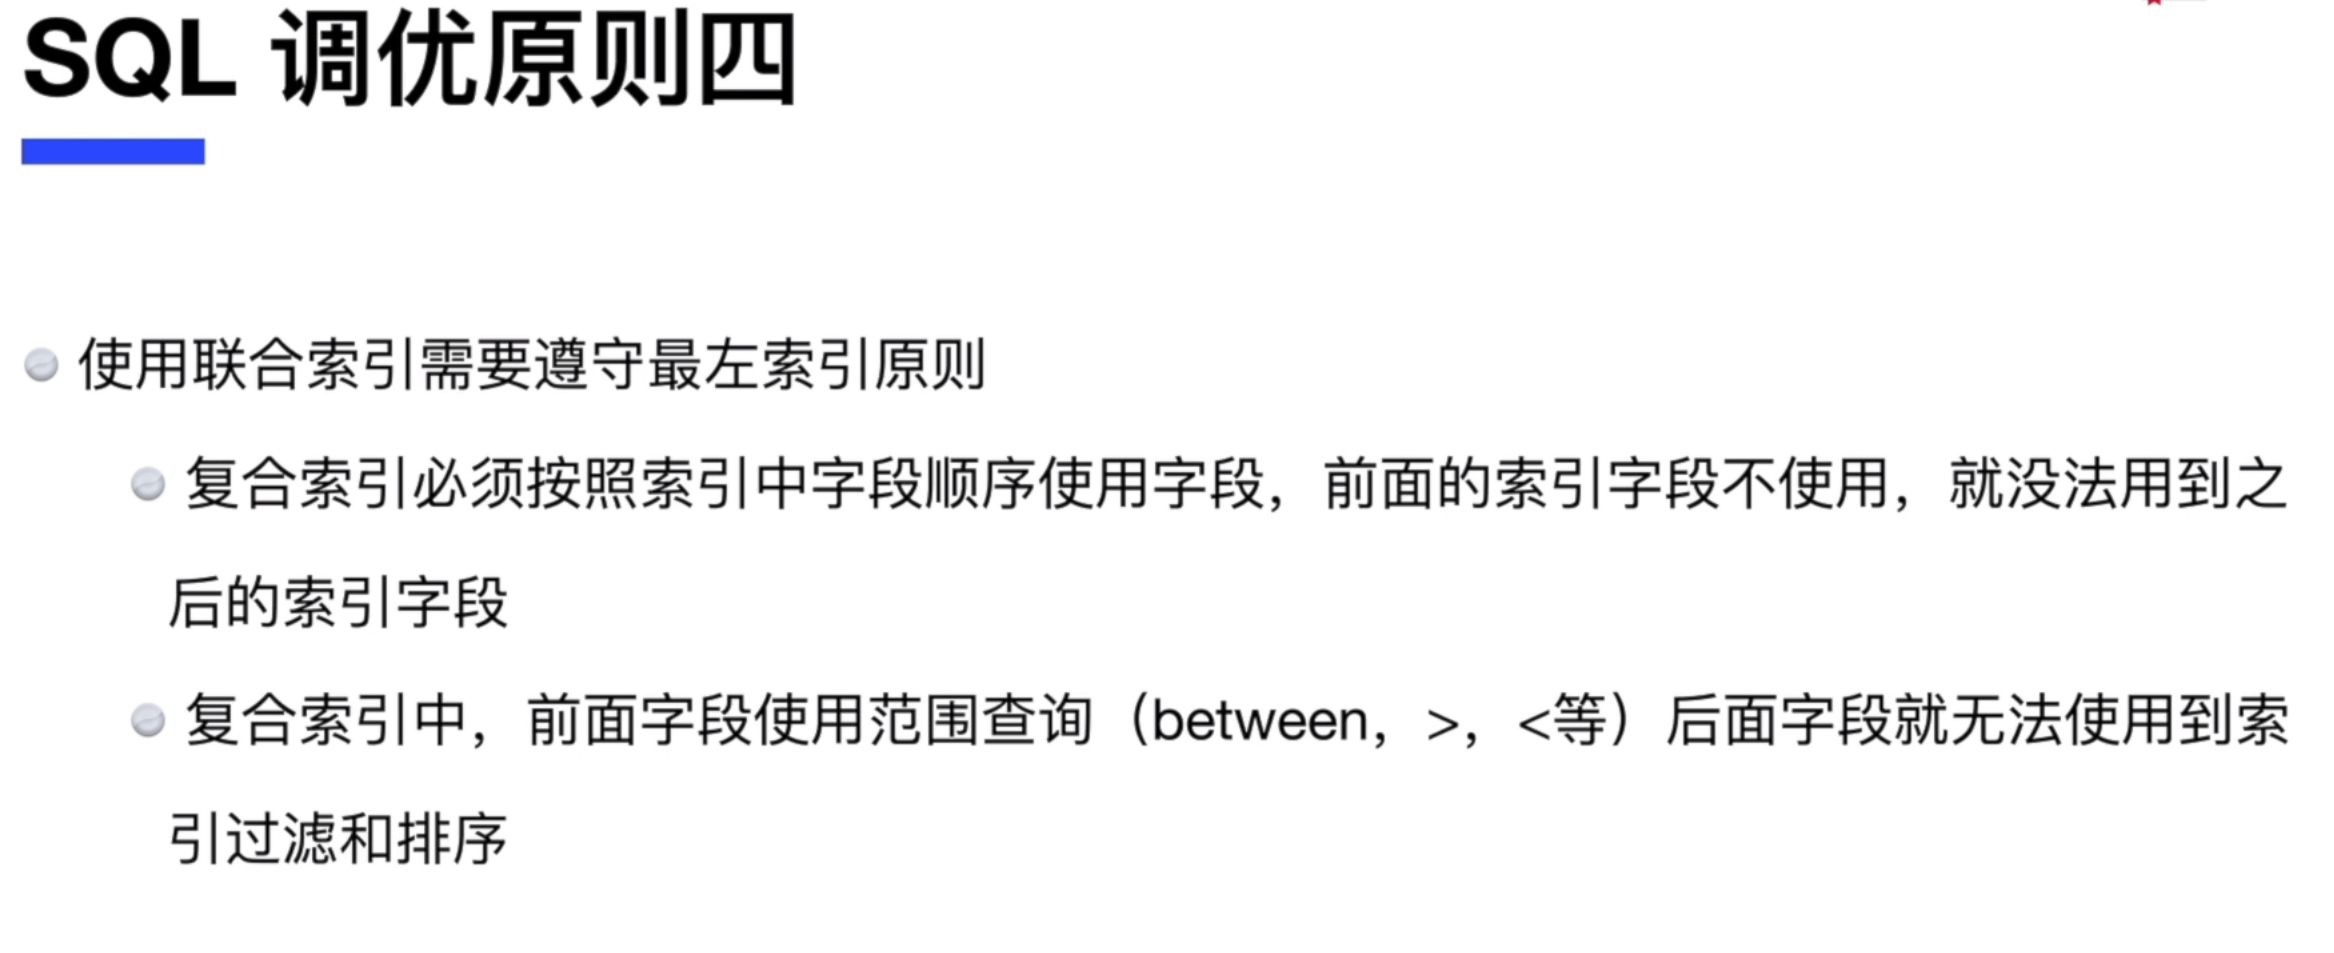 SQL 调优原则四
使用联合索引需要遵守最左索引原则
复合索引必须按照索引中字段顺序使用字段，前面的索引字段不使用，就没法用到之
后的索引字段
复合索引中，前面字段使用范围查询（between，>，<等）后面字段就无法使用到索
引过滤和排序